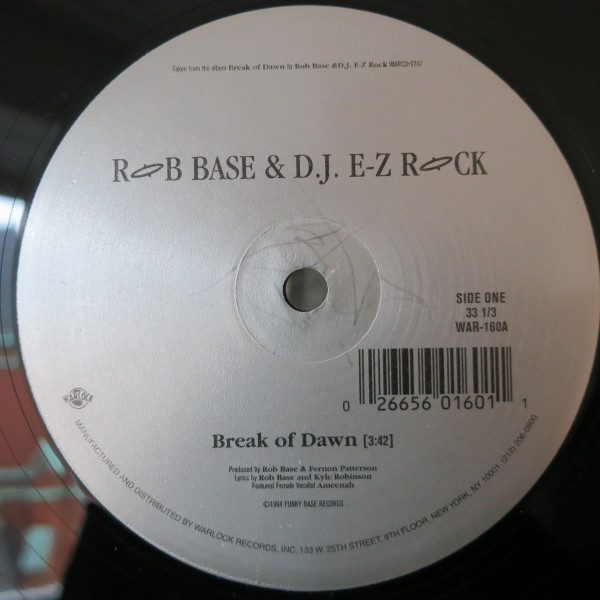 Taken from the album Break of Dawn by Rob Base & D.J. E-Z Rock WARCD•2742
ROB BASE & D.J. E-Z ROCK
SIDE ONE
33 1/3
WAR-160A
0 26656 01601 1
WARLOCK
Break of Dawn [3:42]
Produced by Rob Base & Fernon Patterson
Lyrics by Rob Base and Kyle Robinson
Featured Female Vocalist Ameenah
©1994 FUNKY BASE RECORDS
MANUFACTURED AND DISTRIBUTED BY WARLOCK RECORDS, INC. 133 W. 25TH STREET, 9TH FLOOR, NEW YORK, NY 10001 (212) 206-0800